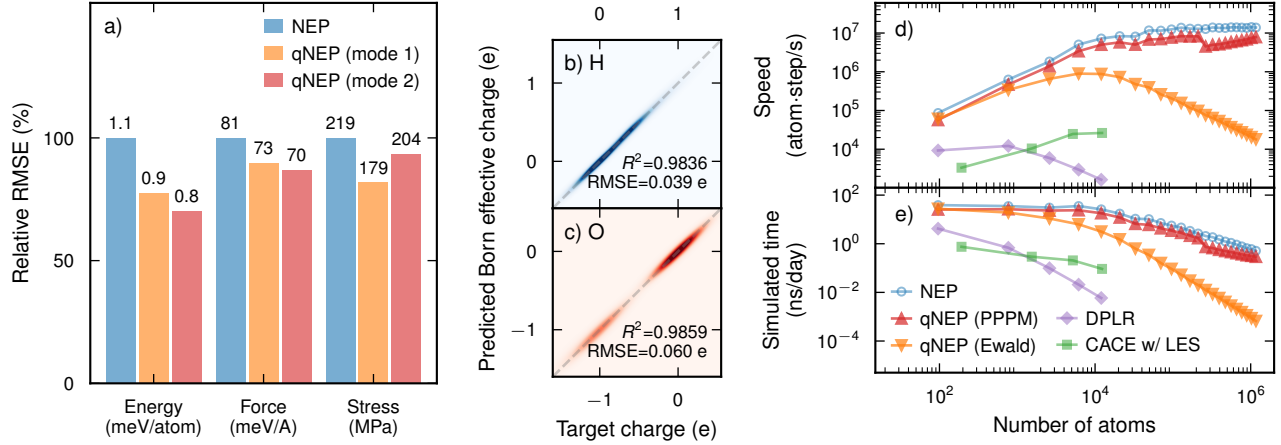 a)
NEP
qNEP (mode 1)
qNEP (mode 2)
Relative RMSE (%)
100
50
0
1.1
0.9
0.8
81
73
70
219
179
204
Energy
(meV/atom)
Force
(meV/A)
Stress
(MPa)
0
1
b) H
1
0
R²=0.9836
RMSE=0.039 e
c) O
0
−1
R²=0.9859
RMSE=0.060 e
Predicted Born effective charge (e)
−1
0
Target charge (e)
d)
Speed
(atom·step/s)
10⁷
10⁶
10⁵
10⁴
e)
Simulated time
(ns/day)
10²
10⁰
10⁻²
10⁻⁴
NEP
qNEP (PPPM)
qNEP (Ewald)
DPLR
CACE w/ LES
10²
10³
10⁴
10⁵
10⁶
Number of atoms